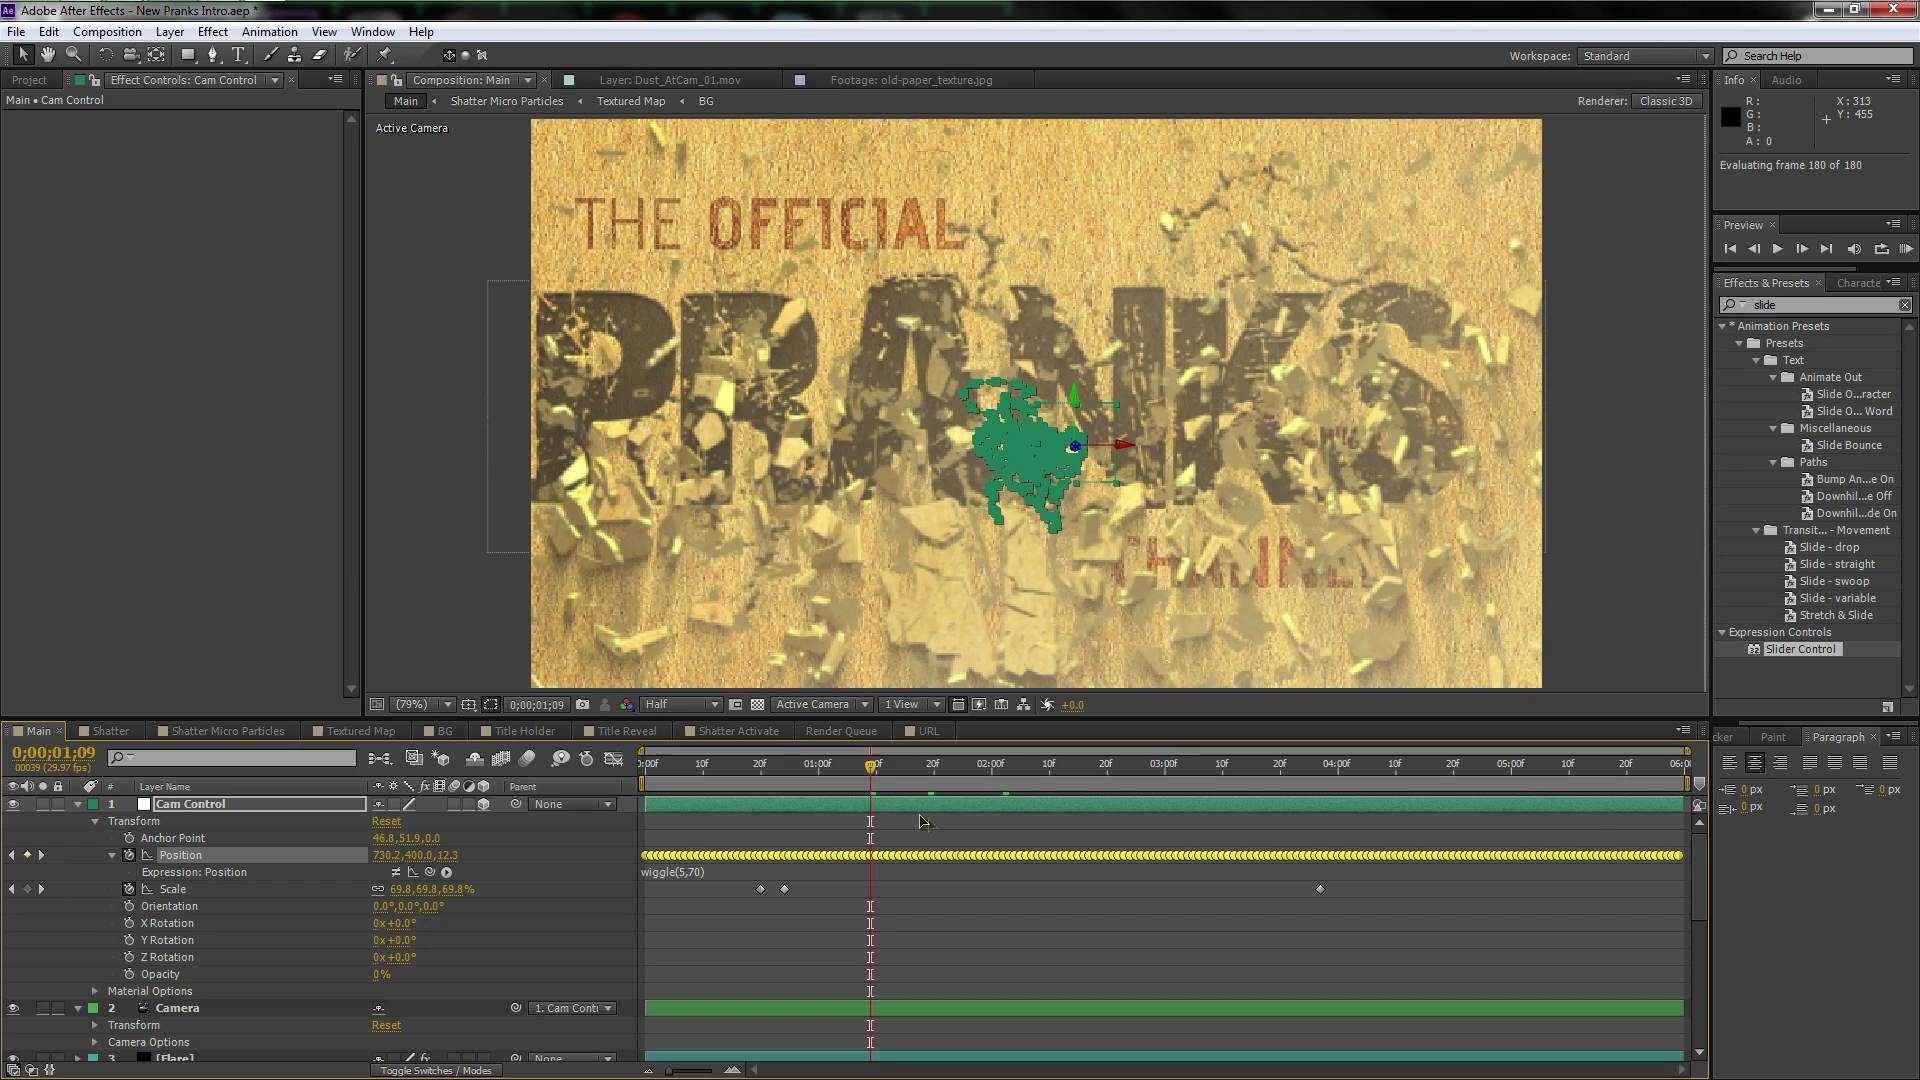 Adobe After Effects - New Pranks Intro.aep *
File Edit Composition Layer Effect Animation View Window Help
Workspace: Standard Search Help
Project Effect Controls: Cam Control Composition: Main Layer: Dust_AtCam_01.mov Footage: old-paper_texture.jpg Info Audio
Main • Cam Control
Main Shatter Micro Particles Textured Map BG Renderer: Classic 3D
Active Camera
R: X: 313
G: Y: 455
B:
A: 0
Evaluating frame 180 of 180
THE OFFICIAL
PRANKS
Preview
Effects & Presets Characte
slide
* Animation Presets
Presets
Text
Animate Out
Slide O...racter
Slide O... Word
Miscellaneous
Slide Bounce
Paths
Bump An...e On
Downhil...e Off
Downhil...de On
Transit... - Movement
Slide - drop
Slide - straight
Slide - swoop
Slide - variable
Stretch & Slide
Expression Controls
Slider Control
(79%) 0;00;01;09 Half Active Camera 1 View +0.0
Main Shatter Shatter Micro Particles Textured Map BG Title Holder Title Reveal Shatter Activate Render Queue URL
cker Paint Paragraph
0;00;01;09
00039 (29.97 fps)
0:00f 10f 20f 01:00f 20f 02:00f 10f 20f 03:00f 10f 20f 04:00f 10f 20f 05:00f 10f 20f 06:0
# Layer Name Parent
0 px 0 px 0 px
0 px 0 px
1 Cam Control None
Transform Reset
Anchor Point 46.8,51.9,0.0
Position 730.2,400.0,12.3
Expression: Position wiggle(5,70)
Scale 69.8,69.8,69.8%
Orientation 0.0°,0.0°,0.0°
X Rotation 0x+0.0°
Y Rotation 0x+0.0°
Z Rotation 0x+0.0°
Opacity 0%
Material Options
2 Camera 1. Cam Conti
Transform Reset
Camera Options
3 [Flare] None
Toggle Switches / Modes